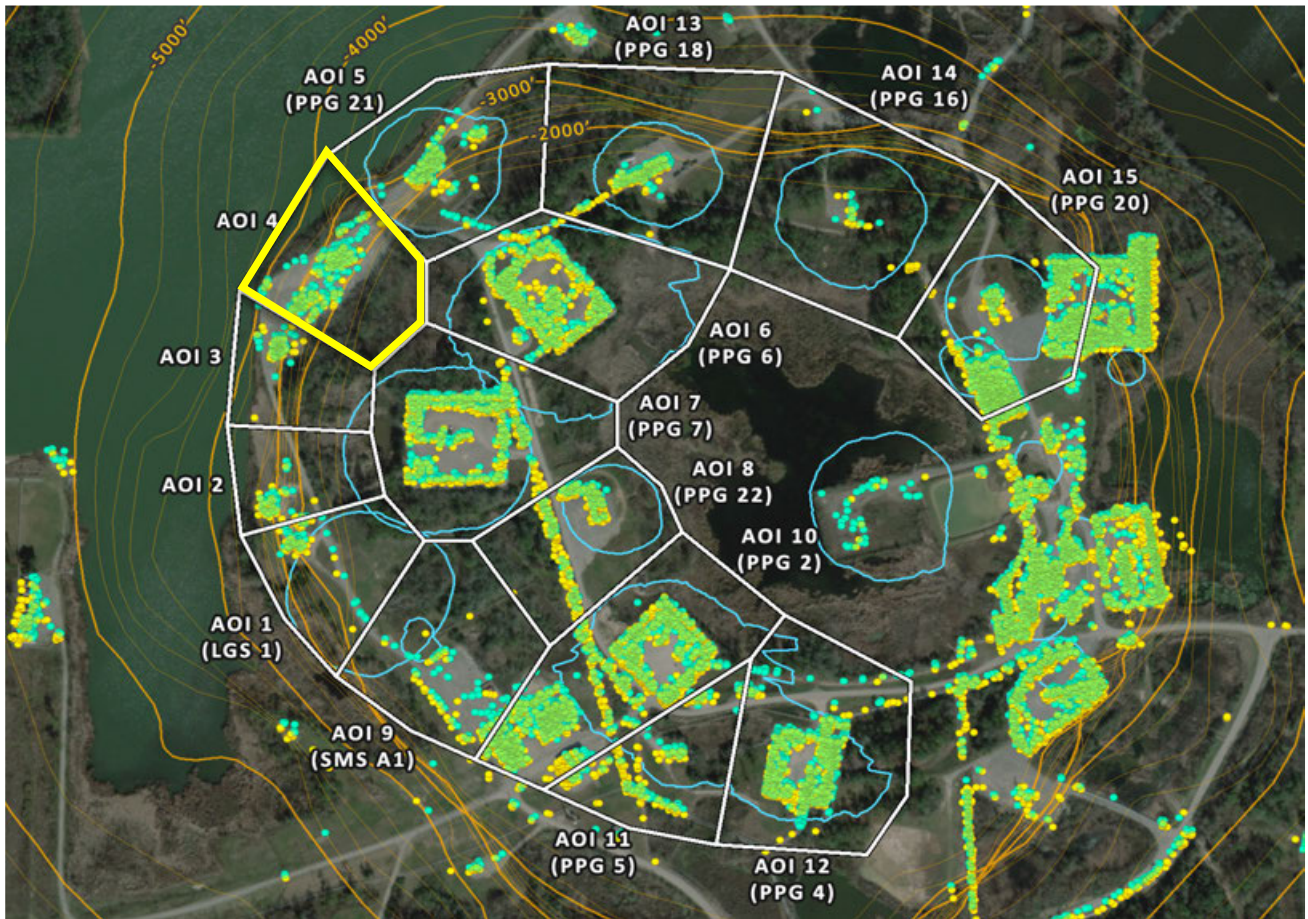 -5000'
-4000'
AOI 13
(PPG 18)
AOI 5
(PPG 21)
-3000'
-2000'
AOI 14
(PPG 16)
AOI 15
(PPG 20)
AOI 4
AOI 3
AOI 6
(PPG 6)
AOI 7
(PPG 7)
AOI 8
(PPG 22)
AOI 2
AOI 10
(PPG 2)
AOI 1
(LGS 1)
AOI 9
(SMS A1)
AOI 11
(PPG 5)
AOI 12
(PPG 4)